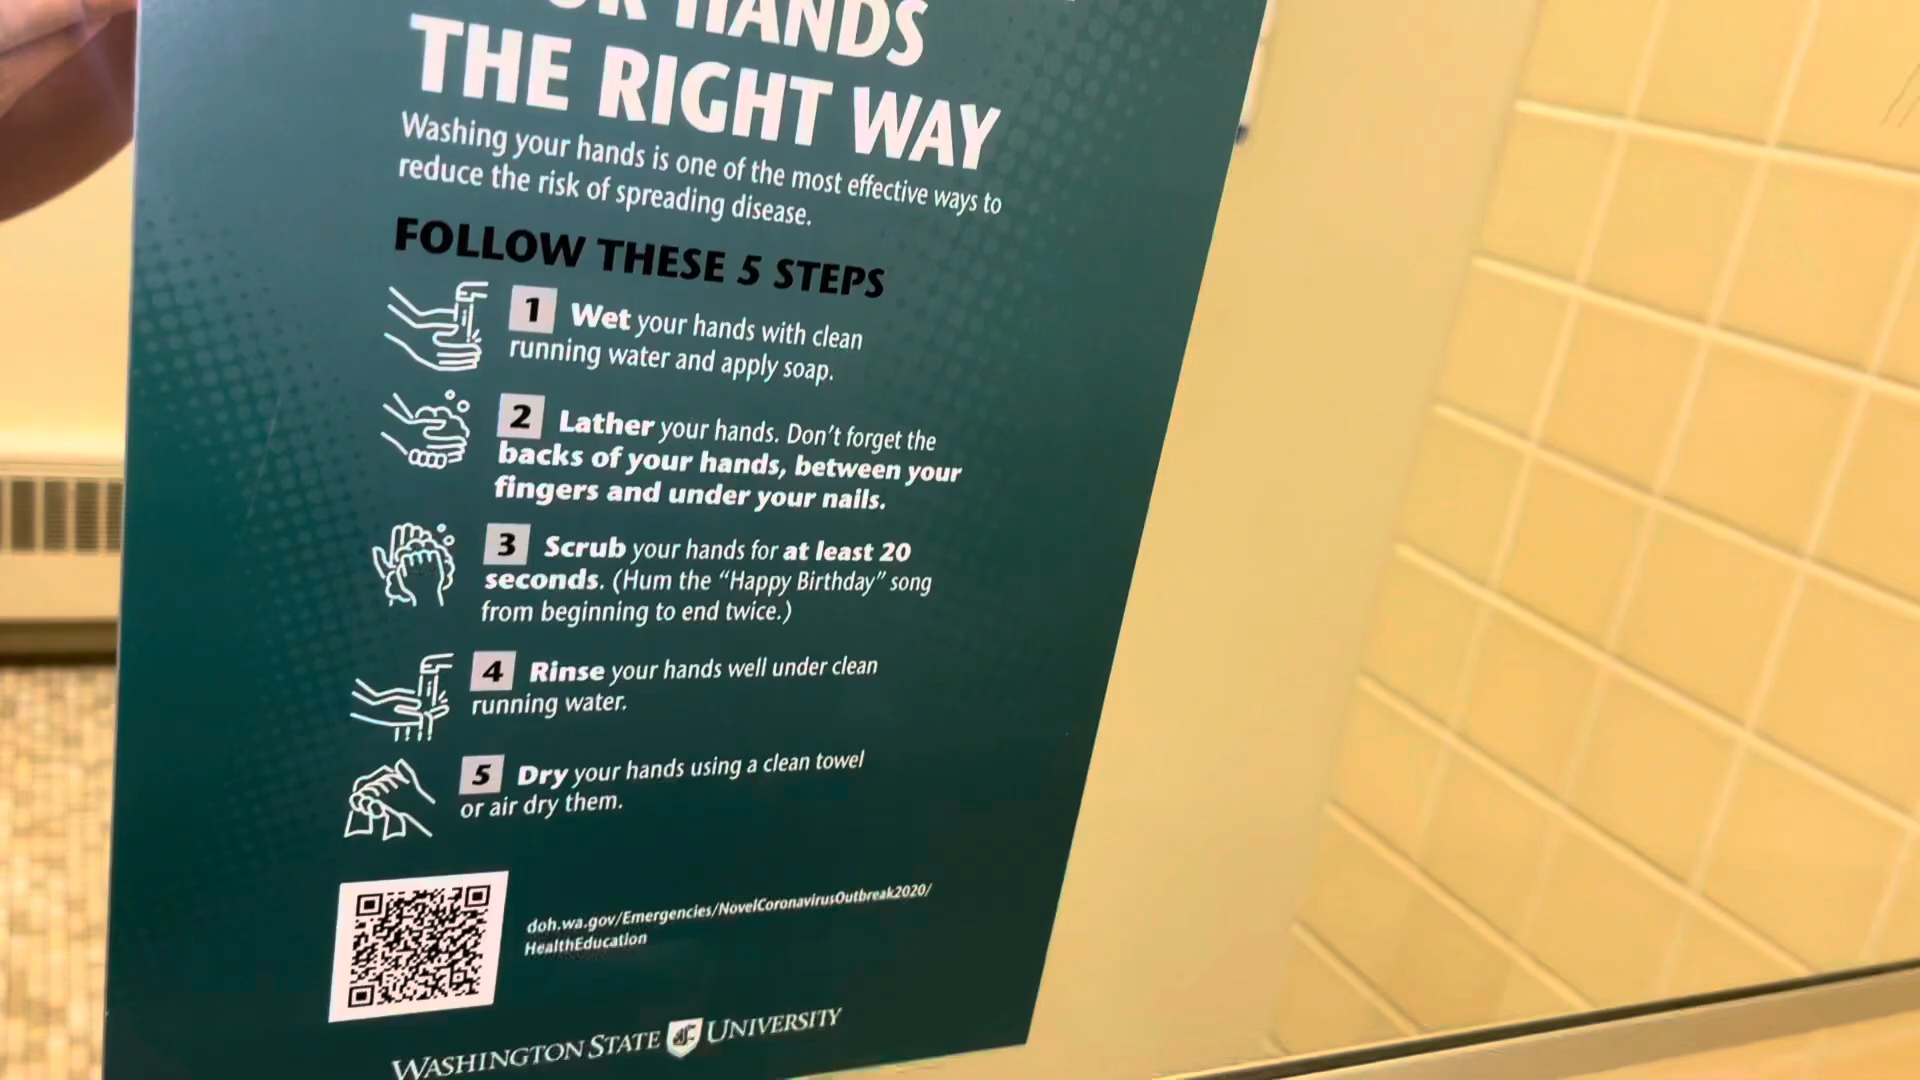 HANDS
THE RIGHT WAY
Washing your hands is one of the most effective ways to
reduce the risk of spreading disease.
FOLLOW THESE 5 STEPS
1 Wet your hands with clean
running water and apply soap.
2 Lather your hands. Don't forget the
backs of your hands, between your
fingers and under your nails.
3 Scrub your hands for at least 20
seconds. (Hum the “Happy Birthday” song
from beginning to end twice.)
4 Rinse your hands well under clean
running water.
5 Dry your hands using a clean towel
or air dry them.
doh.wa.gov/Emergencies/NovelCoronavirusOutbreak2020/
HealthEducation
WASHINGTON STATE UNIVERSITY